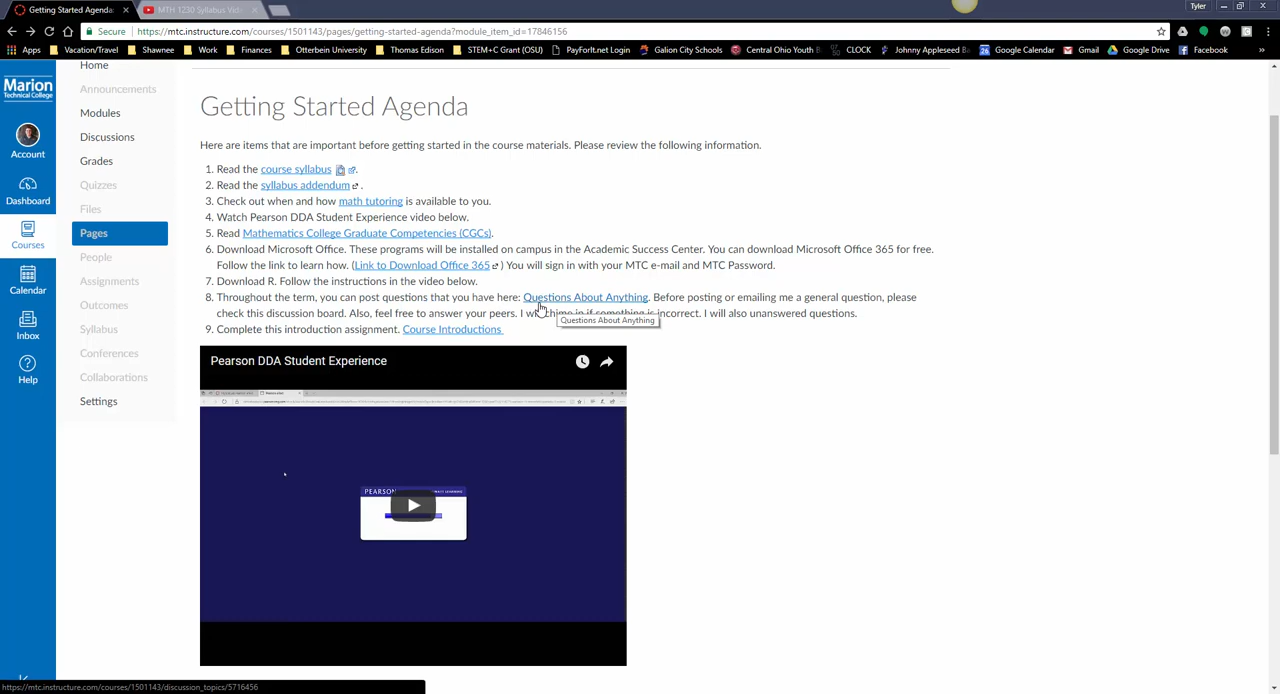 Getting Started Agenda
MTH 1230 Syllabus Vid
Tyler
Secure
https://mtc.instructure.com/courses/1501143/pages/getting-started-agenda?module_item_id=17846156
Apps Vacation/Travel Shawnee Work Finances Otterbein University Thomas Edison STEM+C Grant (OSU) PayForIt.net Login Galion City Schools Central Ohio Youth B CLOCK Johnny Appleseed B Google Calendar Gmail Google Drive Facebook »
Marion
Technical College
Account
Dashboard
Courses
Calendar
Inbox
Help
Home
Announcements
Modules
Discussions
Grades
Quizzes
Files
Pages
People
Assignments
Outcomes
Syllabus
Conferences
Collaborations
Settings
Getting Started Agenda
Here are items that are important before getting started in the course materials. Please review the following information.
1. Read the course syllabus .
2. Read the syllabus addendum .
3. Check out when and how math tutoring is available to you.
4. Watch Pearson DDA Student Experience video below.
5. Read Mathematics College Graduate Competencies (CGCs).
6. Download Microsoft Office. These programs will be installed on campus in the Academic Success Center. You can download Microsoft Office 365 for free.
Follow the link to learn how. (Link to Download Office 365 ) You will sign in with your MTC e-mail and MTC Password.
7. Download R. Follow the instructions in the video below.
8. Throughout the term, you can post questions that you have here: Questions About Anything. Before posting or emailing me a general question, please
check this discussion board. Also, feel free to answer your peers. I w chime in if something is incorrect. I will also unanswered questions.
Questions About Anything
9. Complete this introduction assignment. Course Introductions
Pearson DDA Student Experience
PEARSON
https://mtc.instructure.com/courses/1501143/discussion_topics/5716456